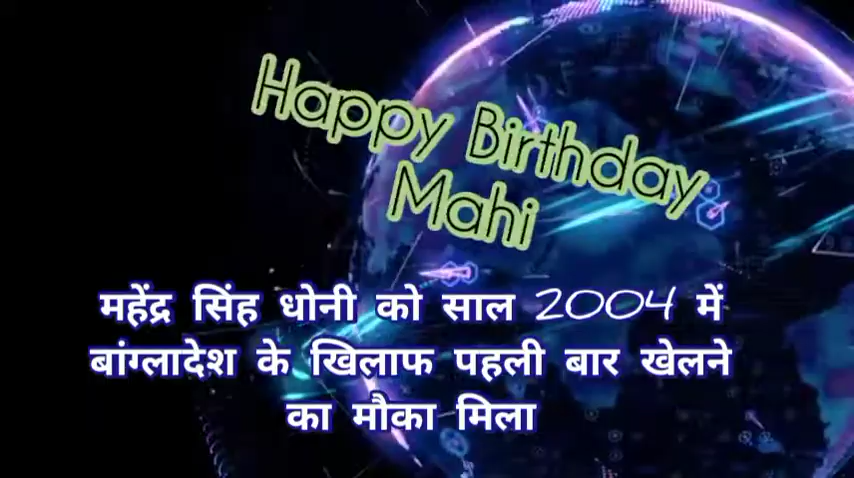 Happy Birthday
Mahi
महेंद्र सिंह धोनी को साल 2004 में
बांग्लादेश के खिलाफ पहली बार खेलने
का मौका मिला